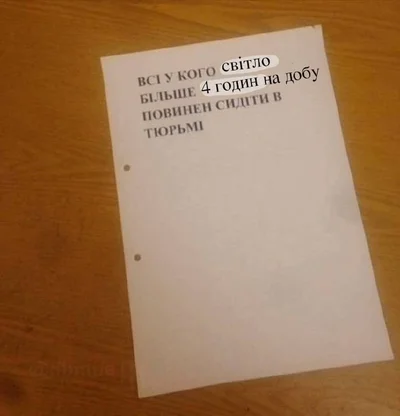 ВСІ У КОГО світло
БІЛЬШЕ 4 годин на добу
ПОВИНЕН СИДІТИ В
ТЮРЬМІ